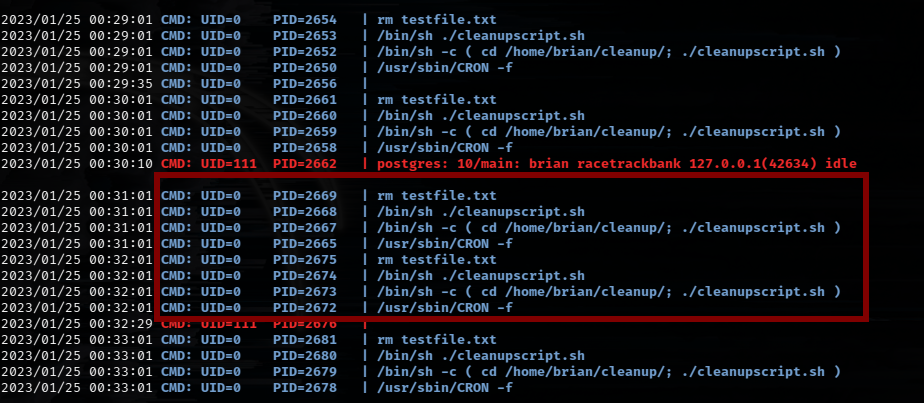 2023/01/25 00:29:01 CMD: UID=0 PID=2654 | rm testfile.txt
2023/01/25 00:29:01 CMD: UID=0 PID=2653 | /bin/sh ./cleanupscript.sh
2023/01/25 00:29:01 CMD: UID=0 PID=2652 | /bin/sh -c ( cd /home/brian/cleanup/; ./cleanupscript.sh )
2023/01/25 00:29:01 CMD: UID=0 PID=2650 | /usr/sbin/CRON -f
2023/01/25 00:29:35 CMD: UID=0 PID=2656 |
2023/01/25 00:30:01 CMD: UID=0 PID=2661 | rm testfile.txt
2023/01/25 00:30:01 CMD: UID=0 PID=2660 | /bin/sh ./cleanupscript.sh
2023/01/25 00:30:01 CMD: UID=0 PID=2659 | /bin/sh -c ( cd /home/brian/cleanup/; ./cleanupscript.sh )
2023/01/25 00:30:01 CMD: UID=0 PID=2658 | /usr/sbin/CRON -f
2023/01/25 00:30:10 CMD: UID=111 PID=2662 | postgres: 10/main: brian racetrackbank 127.0.0.1(42634) idle
2023/01/25 00:31:01 CMD: UID=0 PID=2669 | rm testfile.txt
2023/01/25 00:31:01 CMD: UID=0 PID=2668 | /bin/sh ./cleanupscript.sh
2023/01/25 00:31:01 CMD: UID=0 PID=2667 | /bin/sh -c ( cd /home/brian/cleanup/; ./cleanupscript.sh )
2023/01/25 00:31:01 CMD: UID=0 PID=2665 | /usr/sbin/CRON -f
2023/01/25 00:32:01 CMD: UID=0 PID=2675 | rm testfile.txt
2023/01/25 00:32:01 CMD: UID=0 PID=2674 | /bin/sh ./cleanupscript.sh
2023/01/25 00:32:01 CMD: UID=0 PID=2673 | /bin/sh -c ( cd /home/brian/cleanup/; ./cleanupscript.sh )
2023/01/25 00:32:01 CMD: UID=0 PID=2672 | /usr/sbin/CRON -f
2023/01/25 00:32:29 CMD: UID=111 PID=2676 |
2023/01/25 00:33:01 CMD: UID=0 PID=2681 | rm testfile.txt
2023/01/25 00:33:01 CMD: UID=0 PID=2680 | /bin/sh ./cleanupscript.sh
2023/01/25 00:33:01 CMD: UID=0 PID=2679 | /bin/sh -c ( cd /home/brian/cleanup/; ./cleanupscript.sh )
2023/01/25 00:33:01 CMD: UID=0 PID=2678 | /usr/sbin/CRON -f